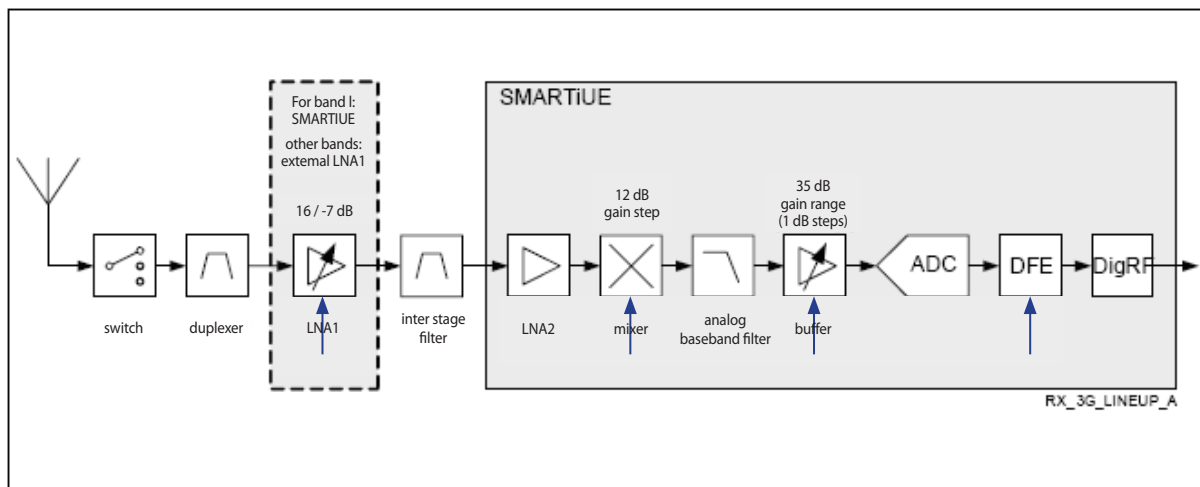 For band I:
SMARTIUE
other bands:
external LNA1
16 / -7 dB
SMARTiUE
12 dB
gain step
35 dB
gain range
(1 dB steps)
ADC
DFE
DigRF
switch
duplexer
LNA1
inter stage
filter
LNA2
mixer
analog
baseband filter
buffer
RX_3G_LINEUP_A